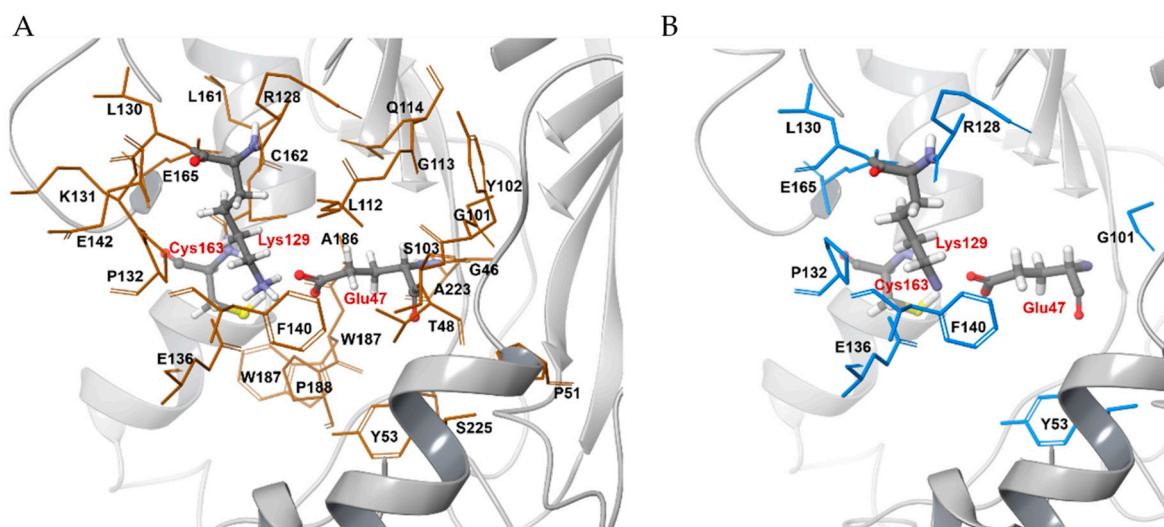 A
L130
L161
R128
Q114
C162
G113
E165
Y102
K131
L112
G101
E142
Cys163
Lys129
A186
S103
G46
P132
Glu47
A223
T48
F140
W187
E136
W187
P188
P51
Y53
S225
B
L130
R128
E165
G101
Lys129
P132
Cys163
Glu47
F140
E136
Y53